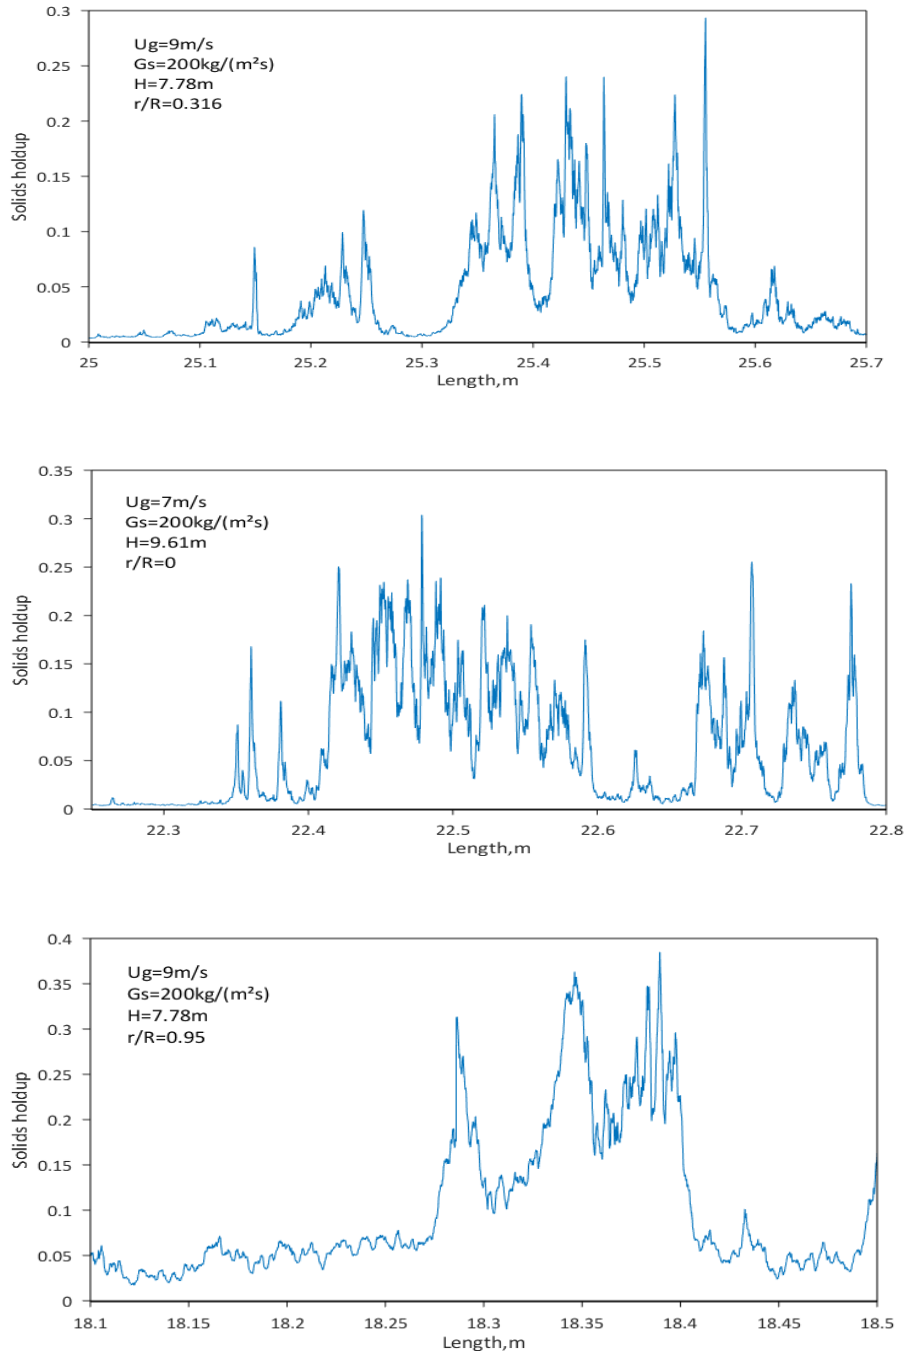 0.3
Ug=9m/s
Gs=200kg/(m²s)
H=7.78m
r/R=0.316
0.25
0.2
0.15
0.1
0.05
0
Solids holdup
25 25.1 25.2 25.3 25.4 25.5 25.6 25.7
Length,m
0.35
Ug=7m/s
Gs=200kg/(m²s)
H=9.61m
r/R=0
0.3
0.25
0.2
0.15
0.1
0.05
0
Solids holdup
22.3 22.4 22.5 22.6 22.7 22.8
Length,m
0.4
Ug=9m/s
Gs=200kg/(m²s)
H=7.78m
r/R=0.95
0.35
0.3
0.25
0.2
0.15
0.1
0.05
0
Solids holdup
18.1 18.15 18.2 18.25 18.3 18.35 18.4 18.45 18.5
Length,m